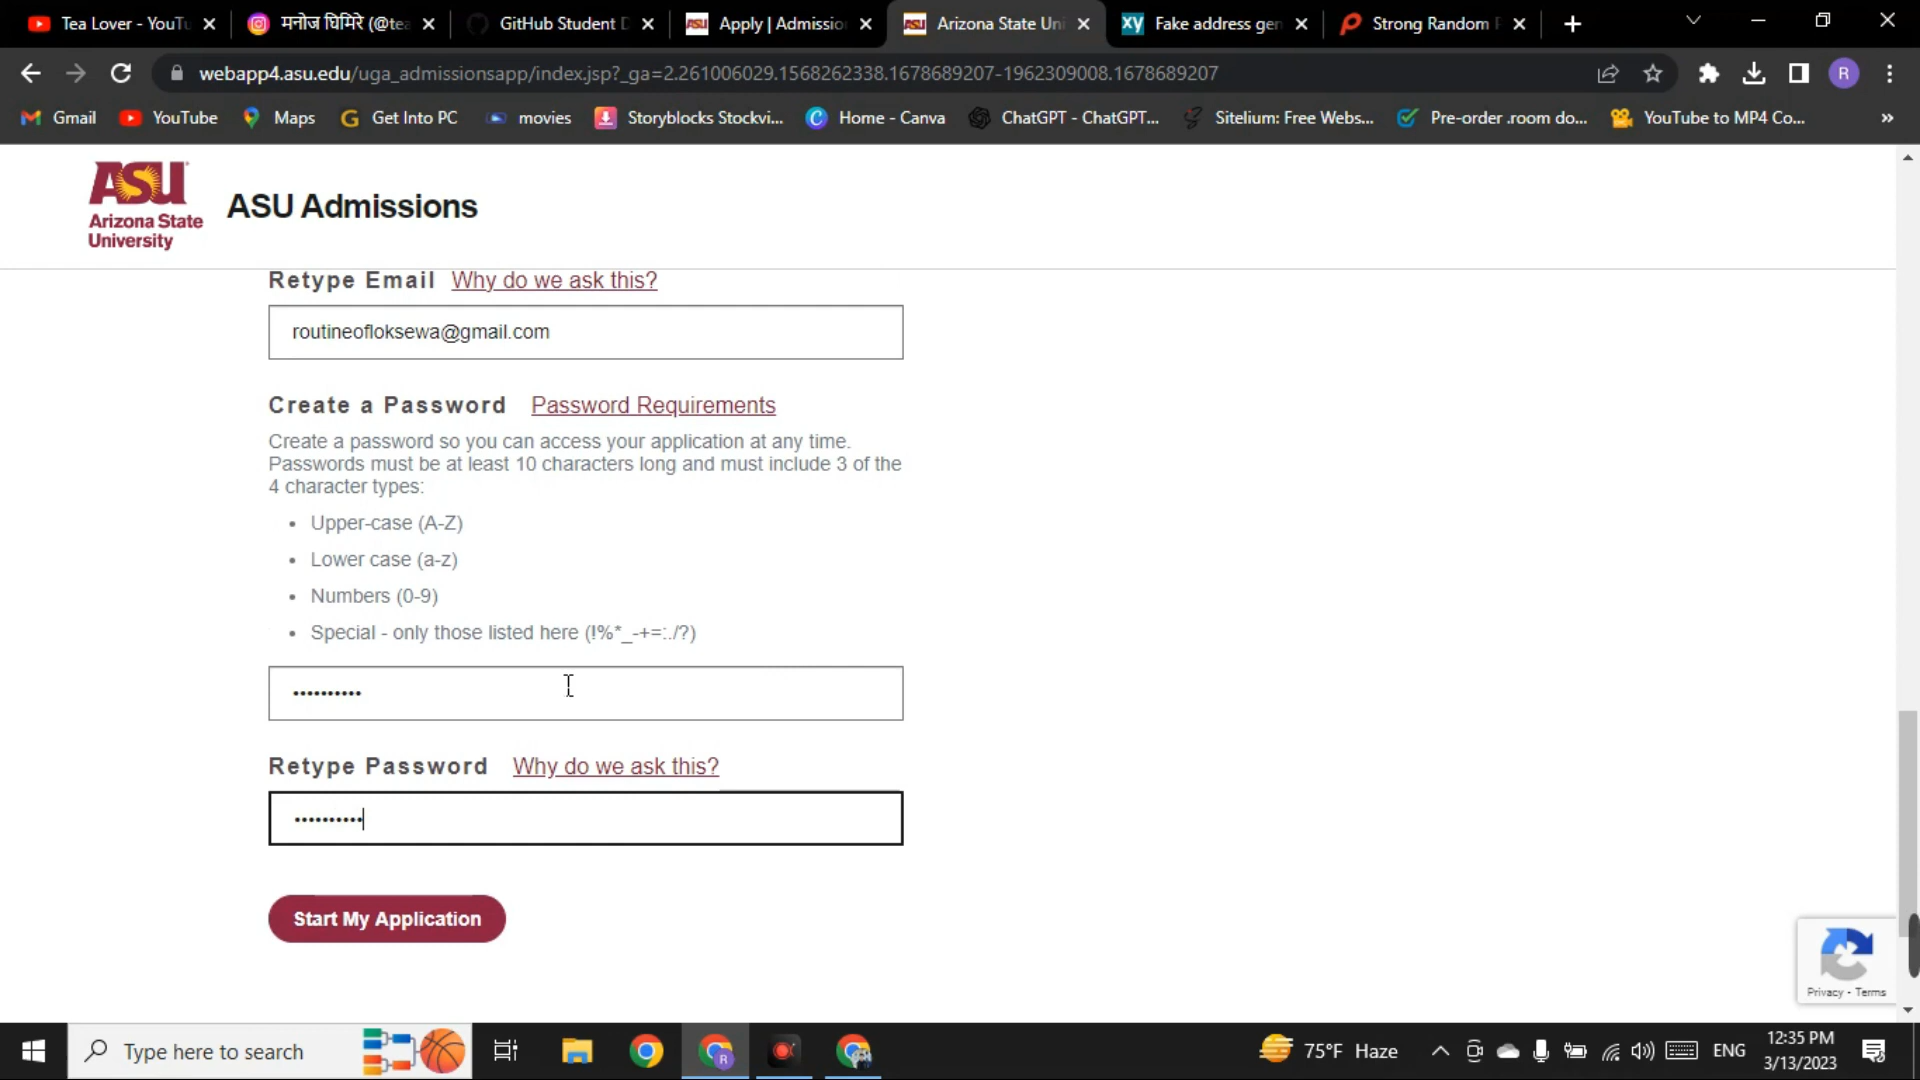 Tea Lover - YouTu
मनोज घिमिरे (@tea
GitHub Student D
Apply | Admissio
Arizona State Uni
Fake address gen
Strong Random P
webapp4.asu.edu/uga_admissionsapp/index.jsp?_ga=2.261006029.1568262338.1678689207-1962309008.1678689207
R
Gmail
YouTube
Maps
Get Into PC
movies
Storyblocks Stockvi...
Home - Canva
ChatGPT - ChatGPT...
Sitelium: Free Webs...
Pre-order .room do...
YouTube to MP4 Co...
»
ASU
Arizona State
University
ASU Admissions
Retype Email Why do we ask this?
routineofloksewa@gmail.com
Create a Password Password Requirements
Create a password so you can access your application at any time.
Passwords must be at least 10 characters long and must include 3 of the
4 character types:
• Upper-case (A-Z)
• Lower case (a-z)
• Numbers (0-9)
• Special - only those listed here (!%*_-+=:./?)
••••••••••
Retype Password Why do we ask this?
••••••••••
Start My Application
Privacy - Terms
Type here to search
75°F Haze
ENG
12:35 PM
3/13/2023